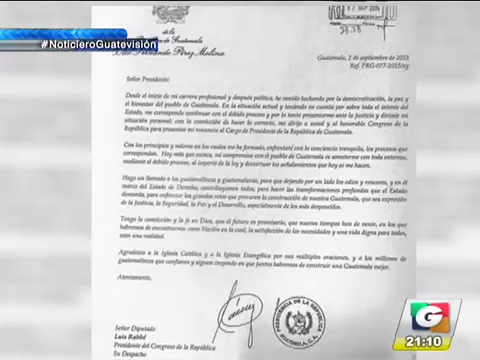 de la
de Guatemala
Otto Fernando Pérez Molina
#NoticieroGuatevisión
Guatemala, 2 de septiembre de 2015
Ref. PRG-077-2015/og
Señor Presidente:
Desde el inicio de mi carrera profesional y después política, he venido luchando por la democratización, la paz y
el bienestar del pueblo de Guatemala. En la situación actual y teniendo en cuenta por sobre todo el interés del
Estado, me corresponde continuar con el debido proceso y por lo tanto presentarme ante la Justicia y dirimir mi
situación personal, con la convicción de hacer lo correcto, me dirijo a usted y al honorable Congreso de la
República para presentar mi renuncia al Cargo de Presidente de la República de Guatemala.
Con los principios y valores en los cuales me he formado, enfrentaré con la conciencia tranquila, los procesos que
correspondan. Hoy más que nunca, mi compromiso con el pueblo de Guatemala es someterme con toda entereza,
mediante el debido proceso, al imperio de la ley y desvirtuar los señalamientos que hoy se me hacen.
Hago un llamado a los guatemaltecos y guatemaltecas, para que dejando por un lado los odios y rencores, y en el
marco del Estado de Derecho, contribuyamos todos, para hacer las transformaciones profundas que el Estado
demanda, para enfrentar los grandes retos que procuren la construcción de nuestra Guatemala, que sea expresión
de la Justicia, la Seguridad, la Paz y el Desarrollo, especialmente de los más desposeídos.
Tengo la convicción y la fe en Dios, que el futuro es promisorio, que nuevos tiempos han de venir, en los que
habremos de encontrarnos como Nación en la cual, la satisfacción de las necesidades y una vida digna para todos,
sean una realidad.
Agradezco a la Iglesia Católica y a la Iglesia Evangélica por sus múltiples oraciones, y a los millones de
guatemaltecos que confiaron y siguen creyendo en que juntos habremos de construir una Guatemala mejor.
Atentamente,
PRESIDENCIA DE LA REPUBLICA
GUATEMALA, C.A.
Señor Diputado
Luis Rabbé
Presidente del Congreso de la República
Su Despacho
G
21:10